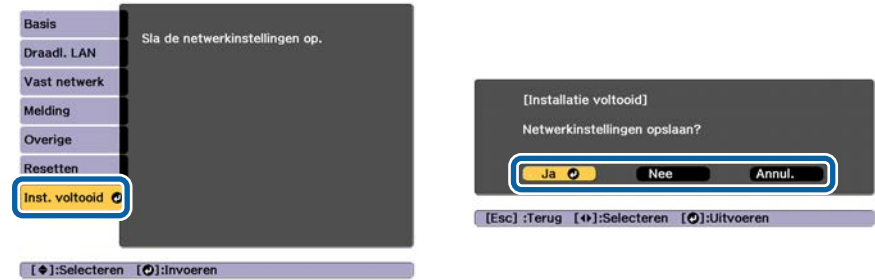 Basis
Draadl. LAN
Vast netwerk
Melding
Overige
Resetten
Inst. voltooid
Sla de netwerkinstellingen op.
[◆]:Selecteren [↵]:Invoeren
[Installatie voltooid]
Netwerkinstellingen opslaan?
Ja Nee Annul.
[Esc] :Terug [◂▸]:Selecteren [↵]:Uitvoeren